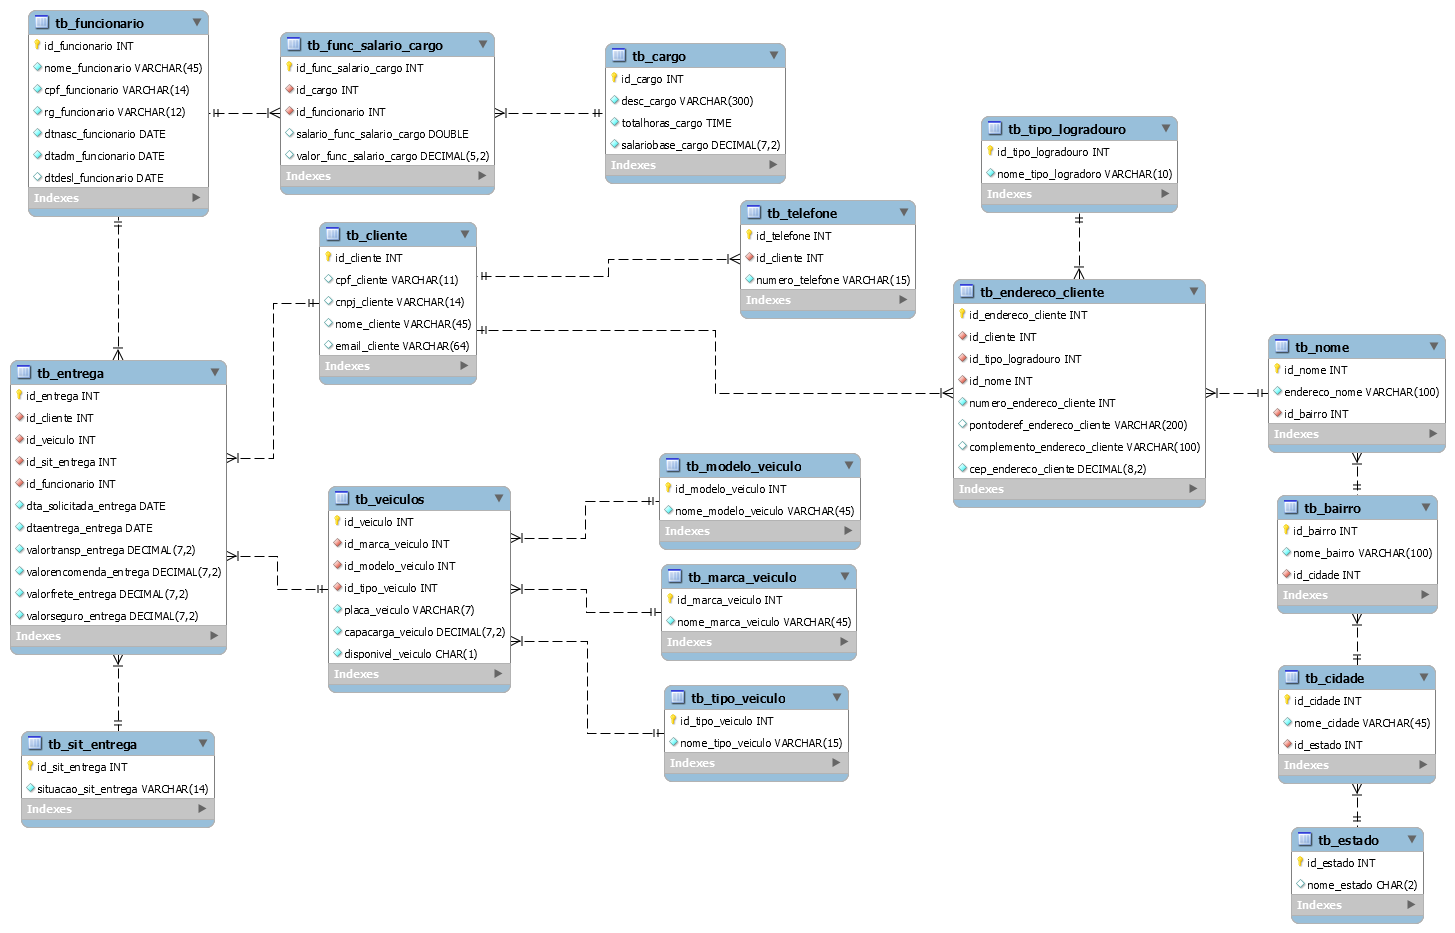 tb_funcionario
id_funcionario INT
nome_funcionario VARCHAR(45)
cpf_funcionario VARCHAR(14)
rg_funcionario VARCHAR(12)
dtnasc_funcionario DATE
dtadm_funcionario DATE
dtdesl_funcionario DATE
Indexes
tb_func_salario_cargo
id_func_salario_cargo INT
id_cargo INT
id_funcionario INT
salario_func_salario_cargo DOUBLE
valor_func_salario_cargo DECIMAL(5,2)
Indexes
tb_cargo
id_cargo INT
desc_cargo VARCHAR(300)
totalhoras_cargo TIME
salariobase_cargo DECIMAL(7,2)
Indexes
tb_tipo_logradouro
id_tipo_logradouro INT
nome_tipo_logradoro VARCHAR(10)
Indexes
tb_cliente
id_cliente INT
cpf_cliente VARCHAR(11)
cnpj_cliente VARCHAR(14)
nome_cliente VARCHAR(45)
email_cliente VARCHAR(64)
Indexes
tb_telefone
id_telefone INT
id_cliente INT
numero_telefone VARCHAR(15)
Indexes
tb_endereco_cliente
id_endereco_cliente INT
id_cliente INT
id_tipo_logradouro INT
id_nome INT
numero_endereco_cliente INT
pontoderef_endereco_cliente VARCHAR(200)
complemento_endereco_cliente VARCHAR(100)
cep_endereco_cliente DECIMAL(8,2)
Indexes
tb_nome
id_nome INT
endereco_nome VARCHAR(100)
id_bairro INT
Indexes
tb_entrega
id_entrega INT
id_cliente INT
id_veiculo INT
id_sit_entrega INT
id_funcionario INT
dta_solicitada_entrega DATE
dtaentrega_entrega DATE
valortransp_entrega DECIMAL(7,2)
valorencomenda_entrega DECIMAL(7,2)
valorfrete_entrega DECIMAL(7,2)
valorseguro_entrega DECIMAL(7,2)
Indexes
tb_veiculos
id_veiculo INT
id_marca_veiculo INT
id_modelo_veiculo INT
id_tipo_veiculo INT
placa_veiculo VARCHAR(7)
capacarga_veiculo DECIMAL(7,2)
disponivel_veiculo CHAR(1)
Indexes
tb_modelo_veiculo
id_modelo_veiculo INT
nome_modelo_veiculo VARCHAR(45)
Indexes
tb_marca_veiculo
id_marca_veiculo INT
nome_marca_veiculo VARCHAR(45)
Indexes
tb_tipo_veiculo
id_tipo_veiculo INT
nome_tipo_veiculo VARCHAR(15)
Indexes
tb_bairro
id_bairro INT
nome_bairro VARCHAR(100)
id_cidade INT
Indexes
tb_cidade
id_cidade INT
nome_cidade VARCHAR(45)
id_estado INT
Indexes
tb_sit_entrega
id_sit_entrega INT
situacao_sit_entrega VARCHAR(14)
Indexes
tb_estado
id_estado INT
nome_estado CHAR(2)
Indexes